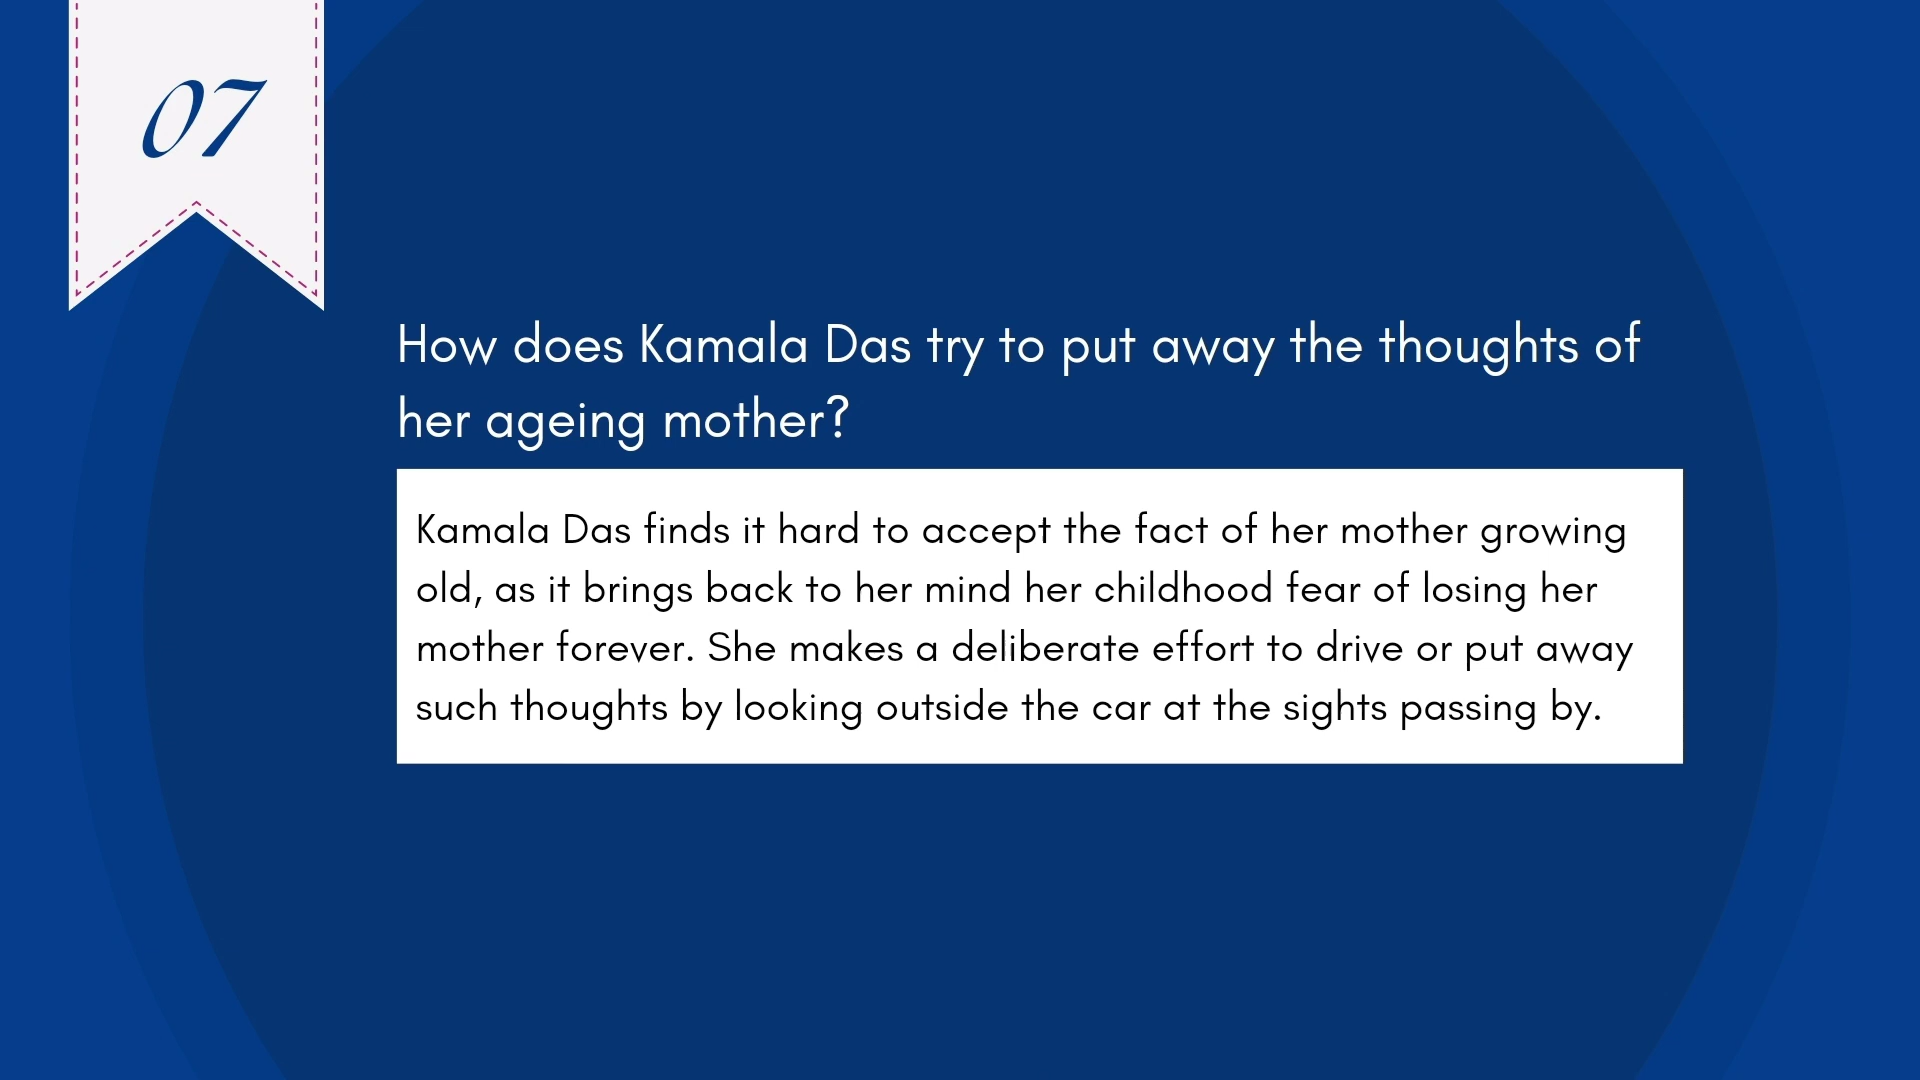 07
How does Kamala Das try to put away the thoughts of
her ageing mother?
Kamala Das finds it hard to accept the fact of her mother growing
old, as it brings back to her mind her childhood fear of losing her
mother forever. She makes a deliberate effort to drive or put away
such thoughts by looking outside the car at the sights passing by.